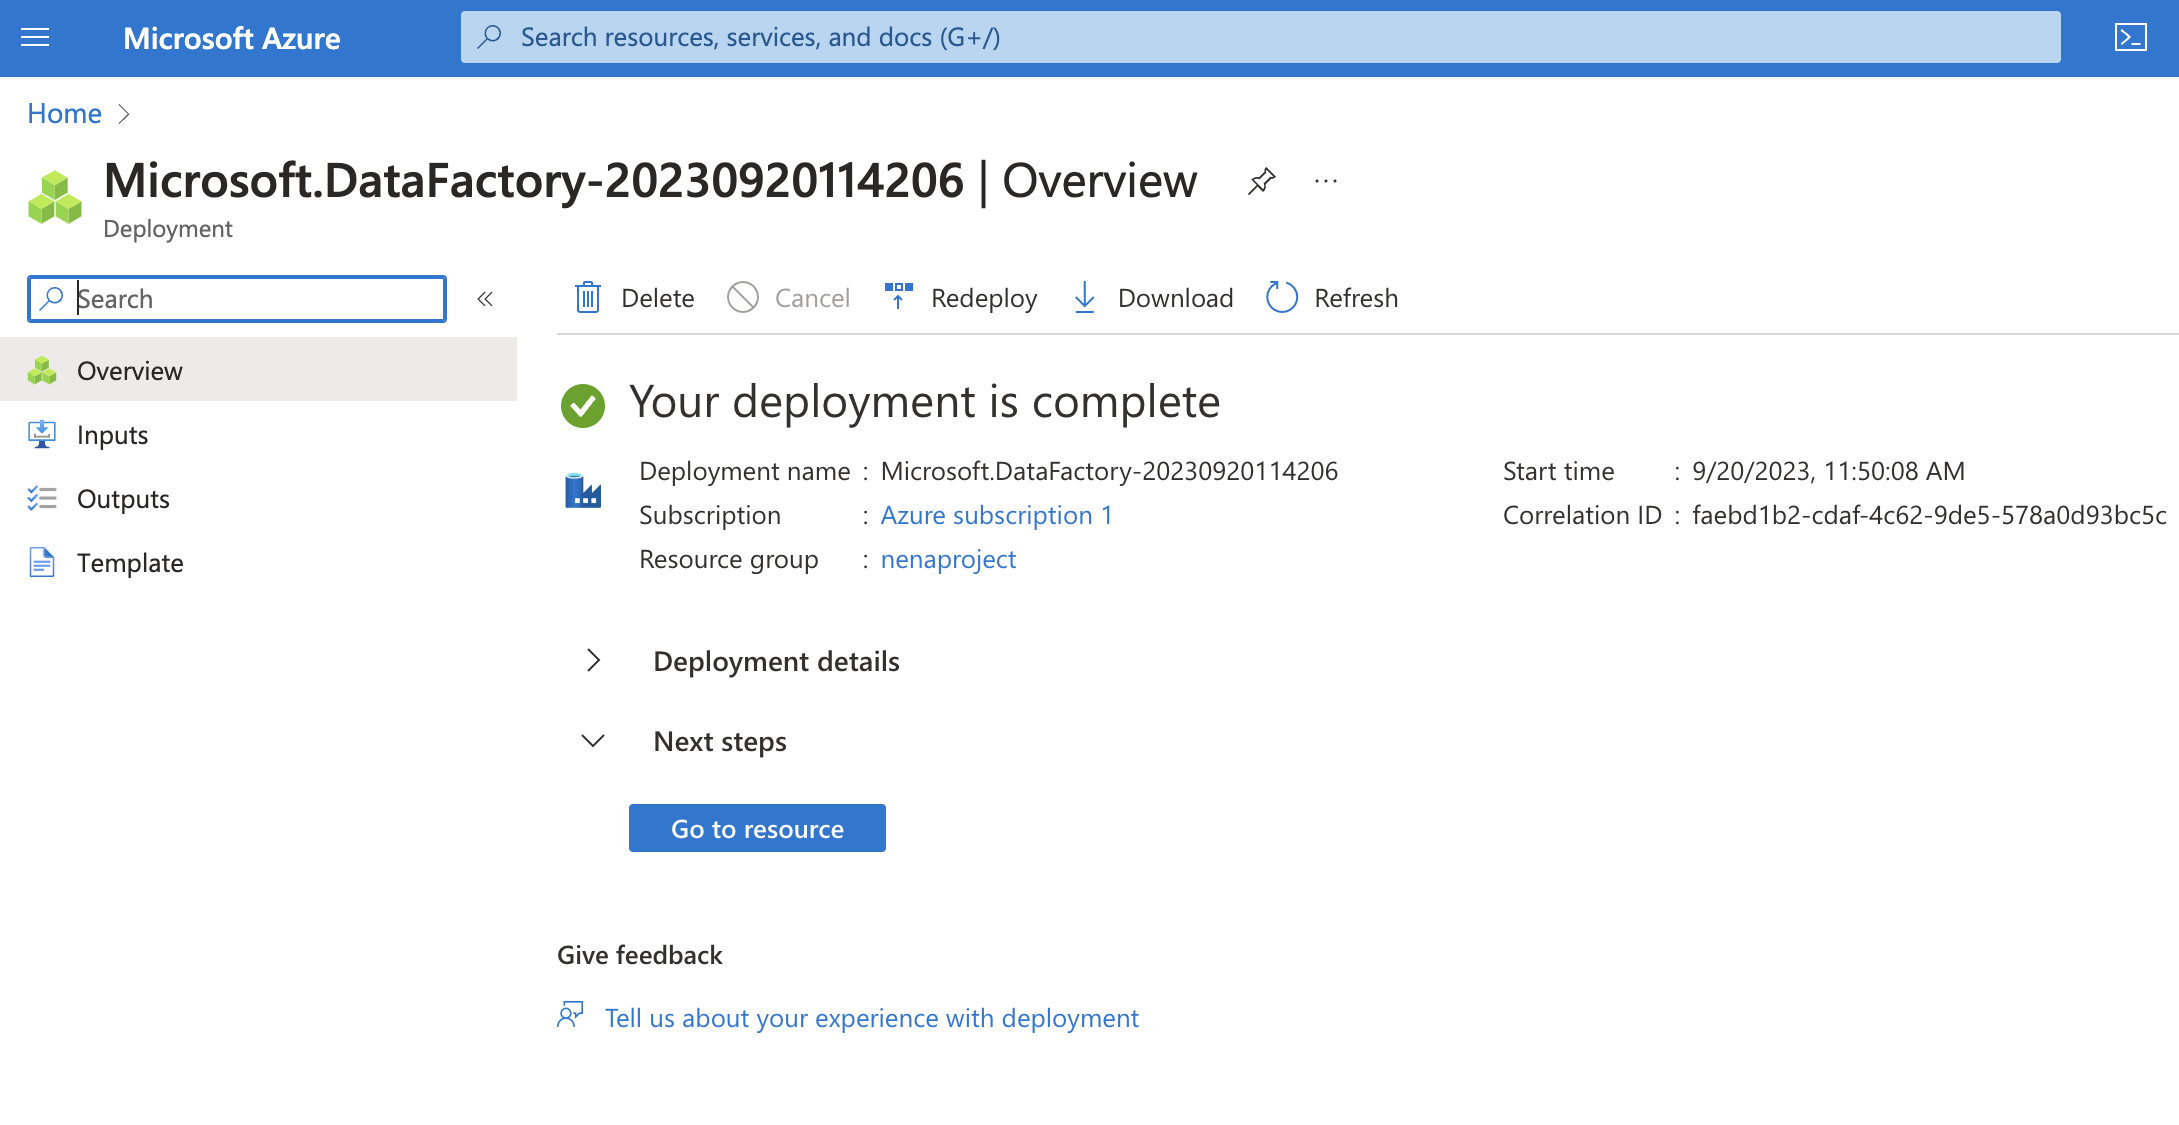 Microsoft Azure
Search resources, services, and docs (G+/)
Home
Microsoft.DataFactory-20230920114206 | Overview
...
Deployment
Search
Delete
Cancel
Redeploy
Download
Refresh
Overview
Inputs
Outputs
Template
Your deployment is complete
Deployment name : Microsoft.DataFactory-20230920114206
Subscription : Azure subscription 1
Resource group : nenaproject
Start time : 9/20/2023, 11:50:08 AM
Correlation ID : faebd1b2-cdaf-4c62-9de5-578a0d93bc5c
Deployment details
Next steps
Go to resource
Give feedback
Tell us about your experience with deployment